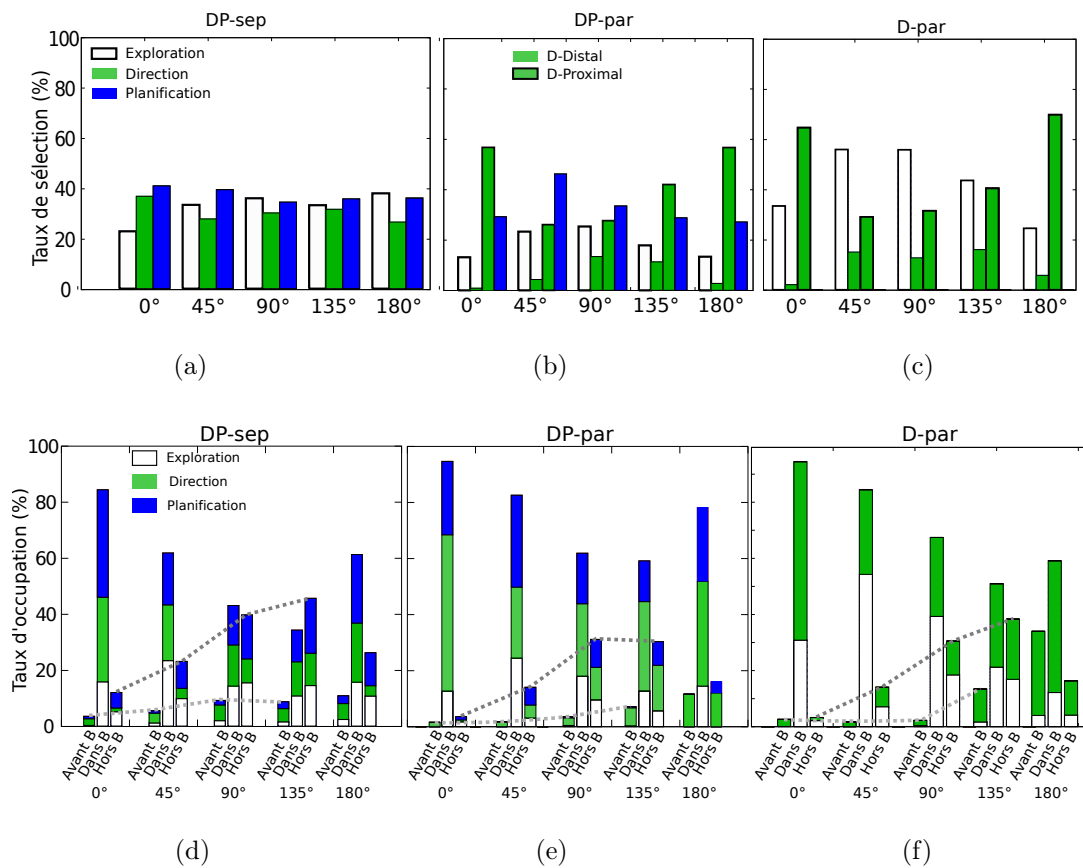 DP-sep
DP-par
D-par
Taux de sélection (%)
100
80
60
40
20
0
Exploration
Direction
Planification
D-Distal
D-Proximal
0° 45° 90° 135° 180°
0° 45° 90° 135° 180°
0° 45° 90° 135° 180°
(a) (b) (c)
DP-sep
DP-par
D-par
Taux d'occupation (%)
100
80
60
40
20
0
Exploration
Direction
Planification
Avant B Dans B Hors B Avant B Dans B Hors B Avant B Dans B Hors B Avant B Dans B Hors B Avant B Dans B Hors B
Avant B Dans B Hors B Avant B Dans B Hors B Avant B Dans B Hors B Avant B Dans B Hors B Avant B Dans B Hors B
Avant B Dans B Hors B Avant B Dans B Hors B Avant B Dans B Hors B Avant B Dans B Hors B Avant B Dans B Hors B
0° 45° 90° 135° 180°
0° 45° 90° 135° 180°
0° 45° 90° 135° 180°
(d) (e) (f)